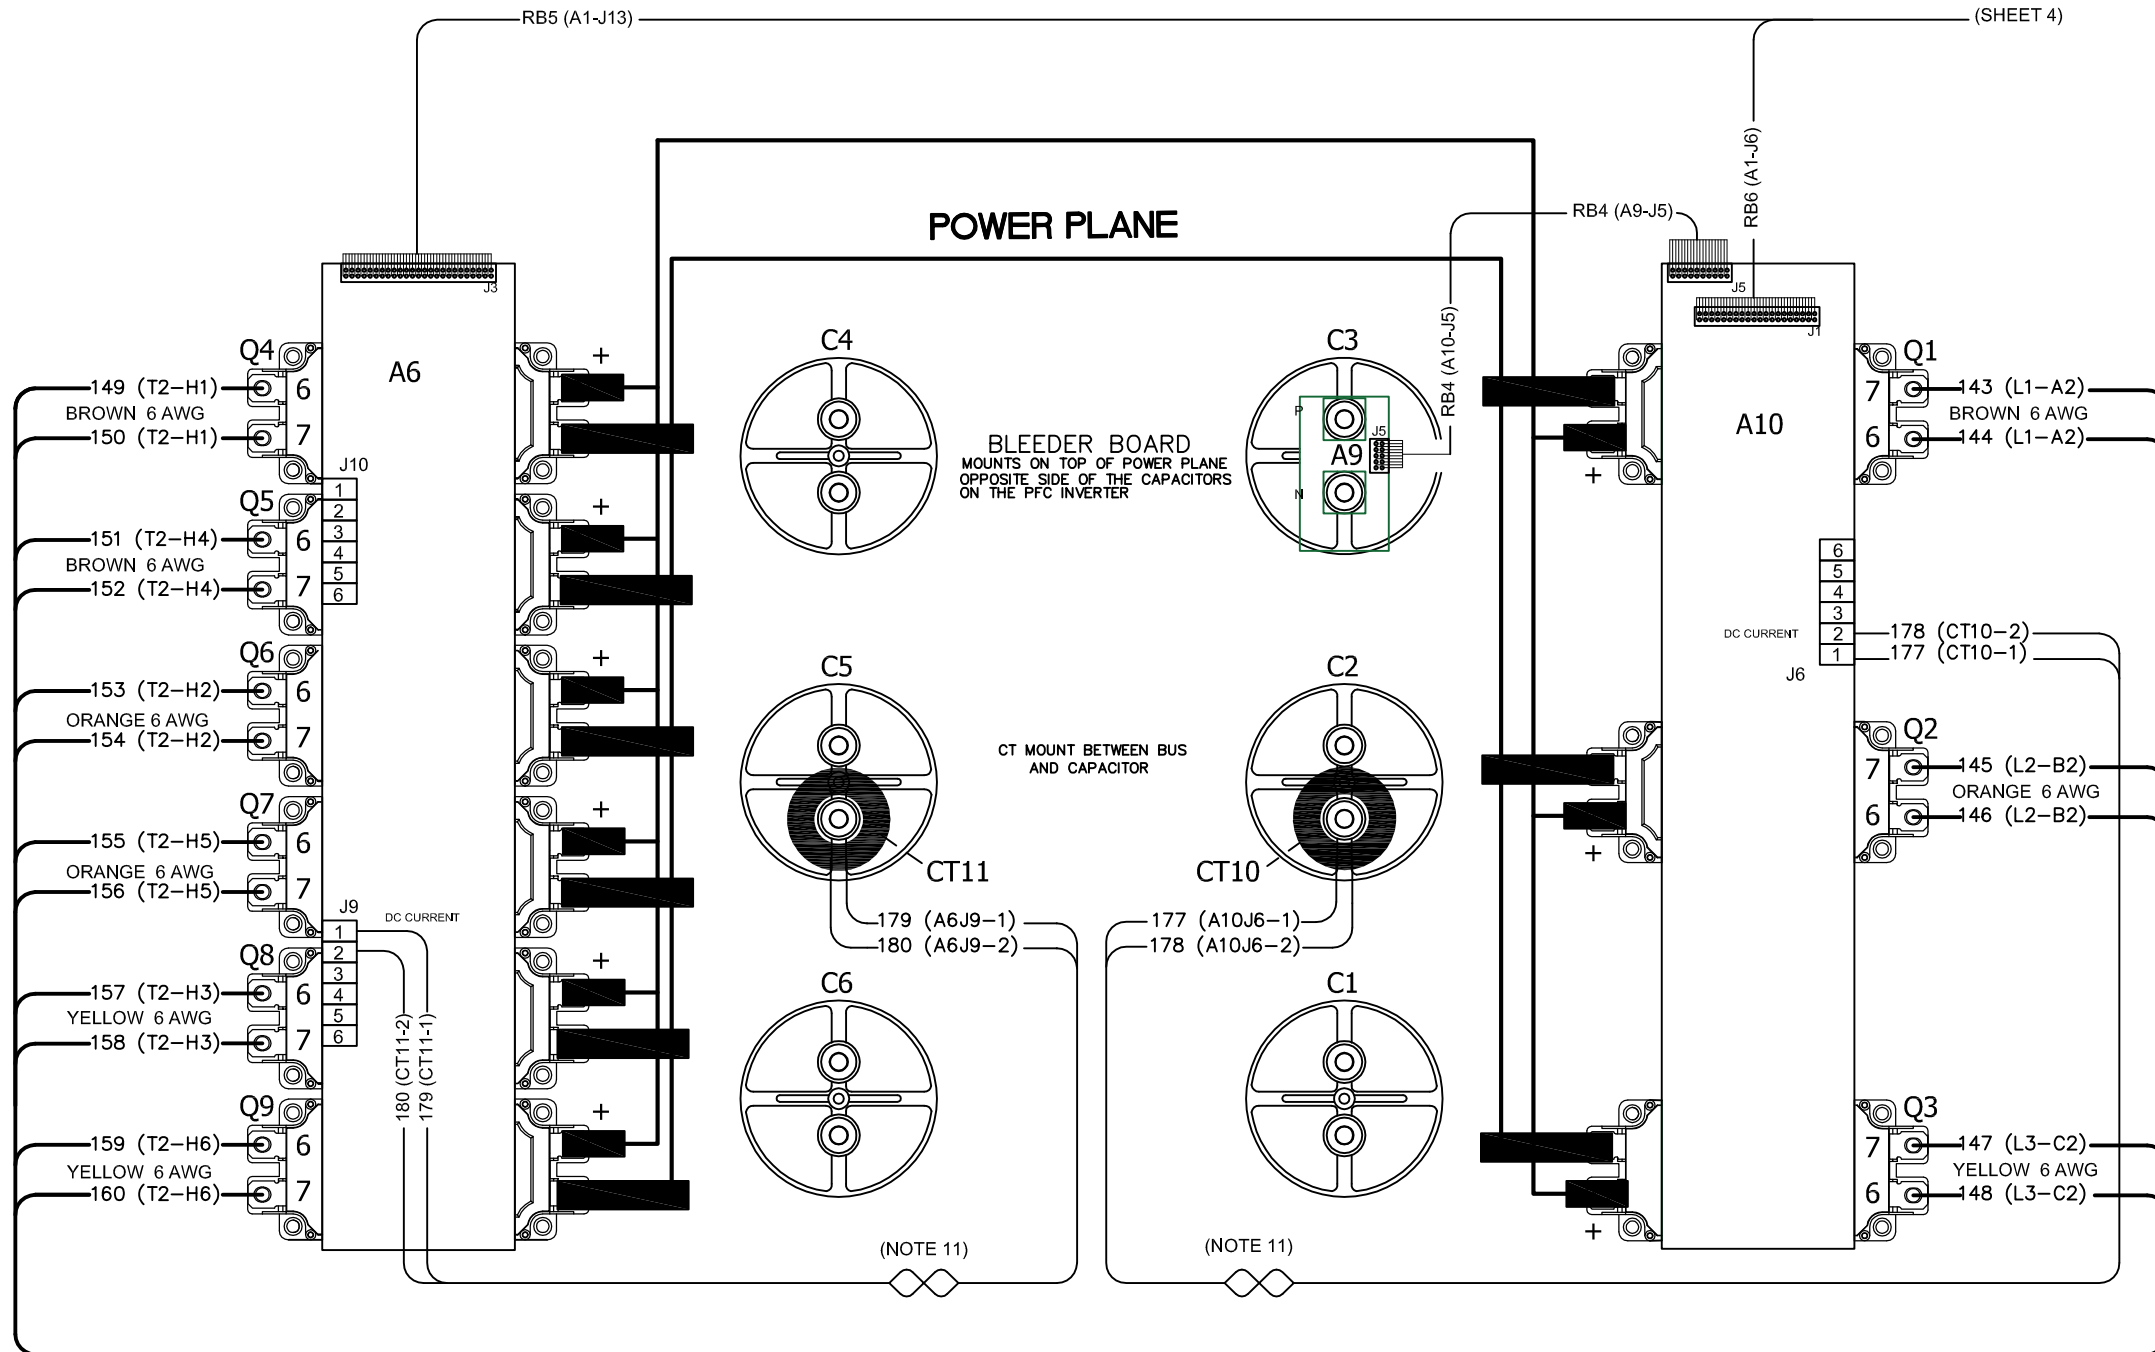 RB5 (A1-J13)
(SHEET 4)
RB6 (A1-J6)
RB4 (A9-J5)
RB4 (A10-J5)
POWER PLANE
J3
A6
Q4
6
7
+
149 (T2-H1)
BROWN 6 AWG
150 (T2-H1)
J10
1
2
3
4
5
6
Q5
6
7
+
151 (T2-H4)
BROWN 6 AWG
152 (T2-H4)
Q6
6
7
+
153 (T2-H2)
ORANGE 6 AWG
154 (T2-H2)
Q7
6
7
+
155 (T2-H5)
ORANGE 6 AWG
156 (T2-H5)
J9
DC CURRENT
1
2
3
4
5
6
Q8
6
7
+
157 (T2-H3)
YELLOW 6 AWG
158 (T2-H3)
180 (CT11-2)
179 (CT11-1)
Q9
6
7
+
159 (T2-H6)
YELLOW 6 AWG
160 (T2-H6)
C4
C3
P
N
J5
A9
BLEEDER BOARD
MOUNTS ON TOP OF POWER PLANE
OPPOSITE SIDE OF THE CAPACITORS
ON THE PFC INVERTER
C5
C2
CT MOUNT BETWEEN BUS
AND CAPACITOR
CT11
CT10
179 (A6J9-1)
180 (A6J9-2)
177 (A10J6-1)
178 (A10J6-2)
C6
C1
(NOTE 11)
(NOTE 11)
J5
J1
A10
Q1
7
6
+
143 (L1-A2)
BROWN 6 AWG
144 (L1-A2)
6
5
4
3
2
1
DC CURRENT
J6
178 (CT10-2)
177 (CT10-1)
Q2
7
6
+
145 (L2-B2)
ORANGE 6 AWG
146 (L2-B2)
Q3
7
6
+
147 (L3-C2)
YELLOW 6 AWG
148 (L3-C2)